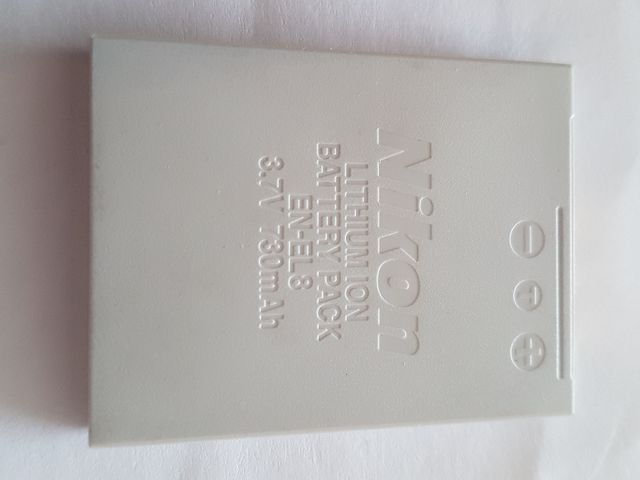 − T +
Nikon
LITHIUM ION
BATTERY PACK
EN-EL8
3.7V 730mAh